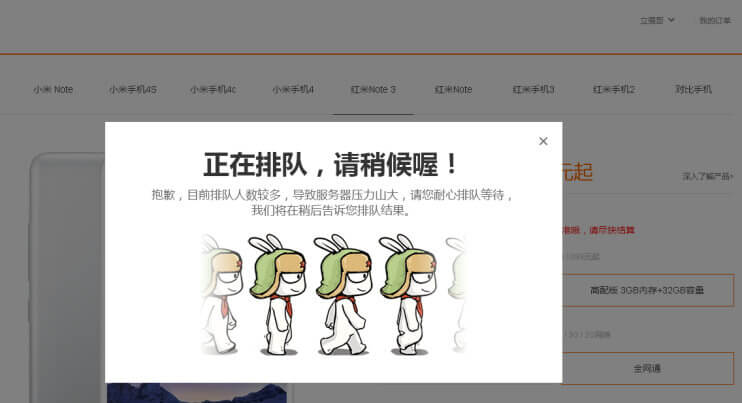 我的订单
小米 Note
小米手机4S
小米手机4c
小米手机4
红米Note 3
红米Note
红米手机3
红米手机2
对比手机
正在排队，请稍候喔！
抱歉，目前排队人数较多，导致服务器压力山大，请您耐心排队等待，
我们将在稍后告诉您排队结果。
元起
深入了解产品>
，请尽快结算
高配版 3GB内存+32GB容量
全网通